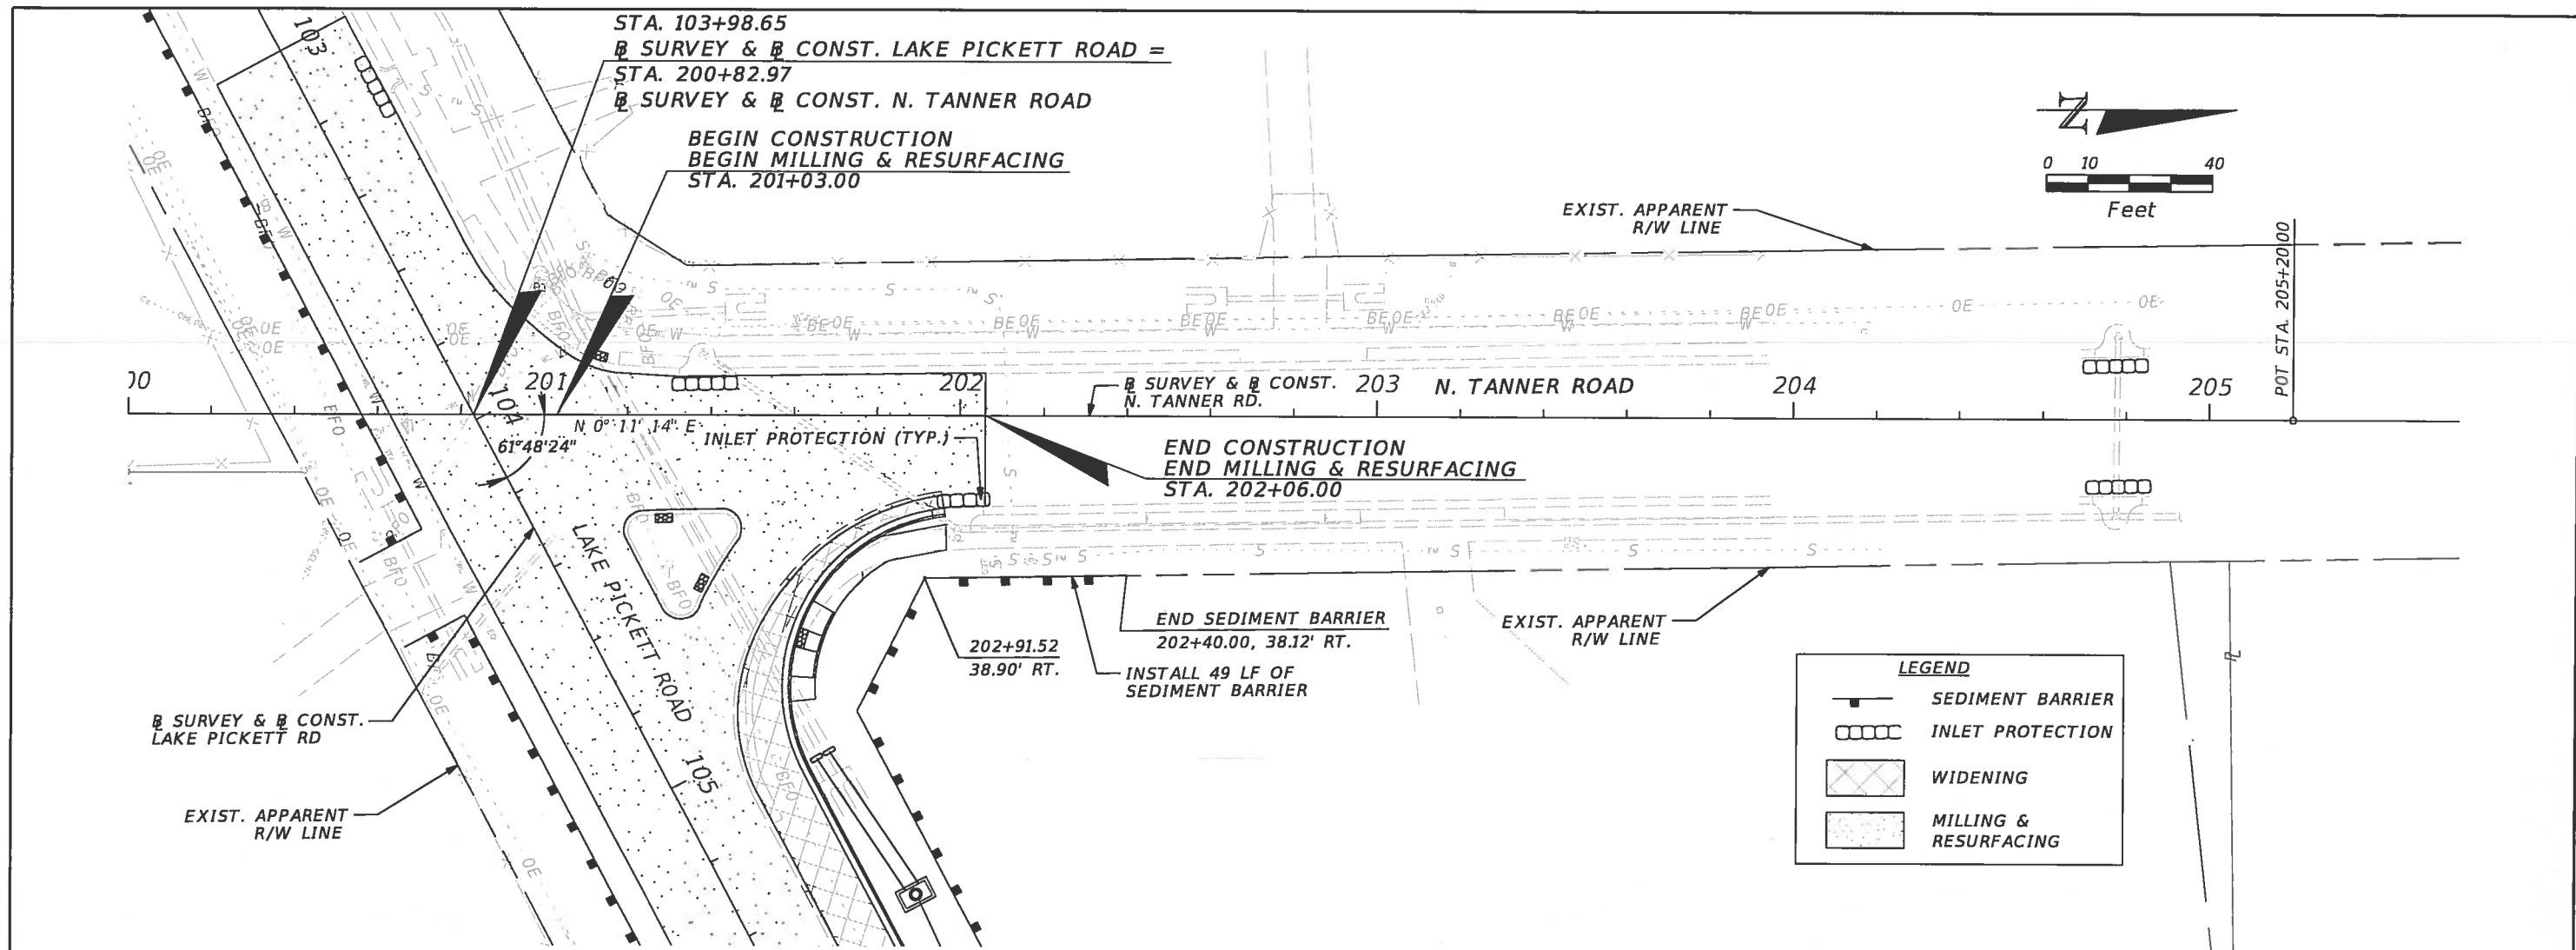 STA. 103+98.65
℄ SURVEY & ℄ CONST. LAKE PICKETT ROAD =
STA. 200+82.97
℄ SURVEY & ℄ CONST. N. TANNER ROAD
BEGIN CONSTRUCTION
BEGIN MILLING & RESURFACING
STA. 201+03.00
N
0 10 40
Feet
EXIST. APPARENT
R/W LINE
POT STA. 205+20.00
103
104
105
201
202
203
204
205
N. TANNER ROAD
℄ SURVEY & ℄ CONST.
N. TANNER RD.
N 0° 11' 14" E
61°48'24"
INLET PROTECTION (TYP.)
END CONSTRUCTION
END MILLING & RESURFACING
STA. 202+06.00
LAKE PICKETT ROAD
END SEDIMENT BARRIER
202+40.00, 38.12' RT.
202+91.52
38.90' RT.
INSTALL 49 LF OF
SEDIMENT BARRIER
EXIST. APPARENT
R/W LINE
℄ SURVEY & ℄ CONST.
LAKE PICKETT RD
EXIST. APPARENT
R/W LINE
LEGEND
SEDIMENT BARRIER
INLET PROTECTION
WIDENING
MILLING &
RESURFACING